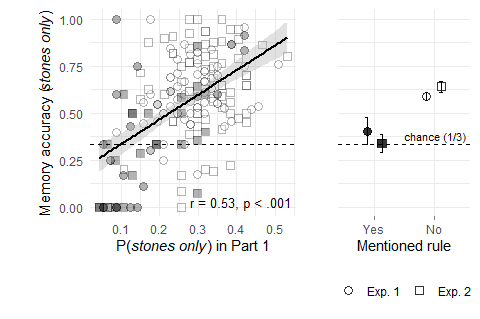 Memory accuracy (stones only)
1.00
0.75
0.50
0.25
0.00
r = 0.53, p < .001
0.1 0.2 0.3 0.4 0.5
P(stones only) in Part 1
chance (1/3)
Yes No
Mentioned rule
Exp. 1 Exp. 2